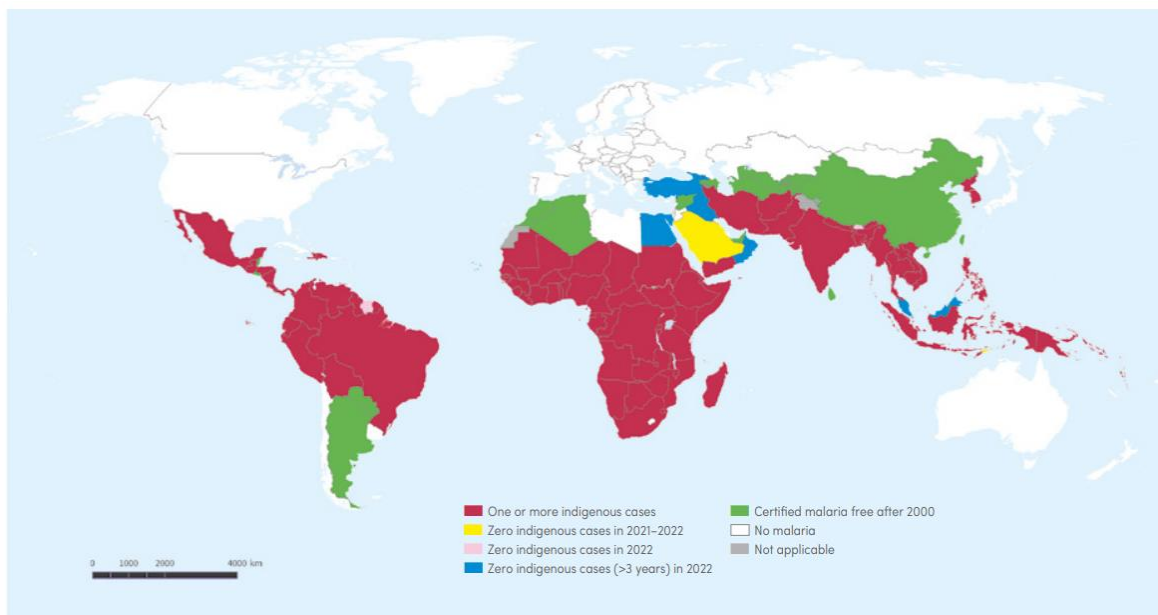 One or more indigenous cases
Zero indigenous cases in 2021–2022
Zero indigenous cases in 2022
Zero indigenous cases (>3 years) in 2022
Certified malaria free after 2000
No malaria
Not applicable
0 1000 2000 4000 km